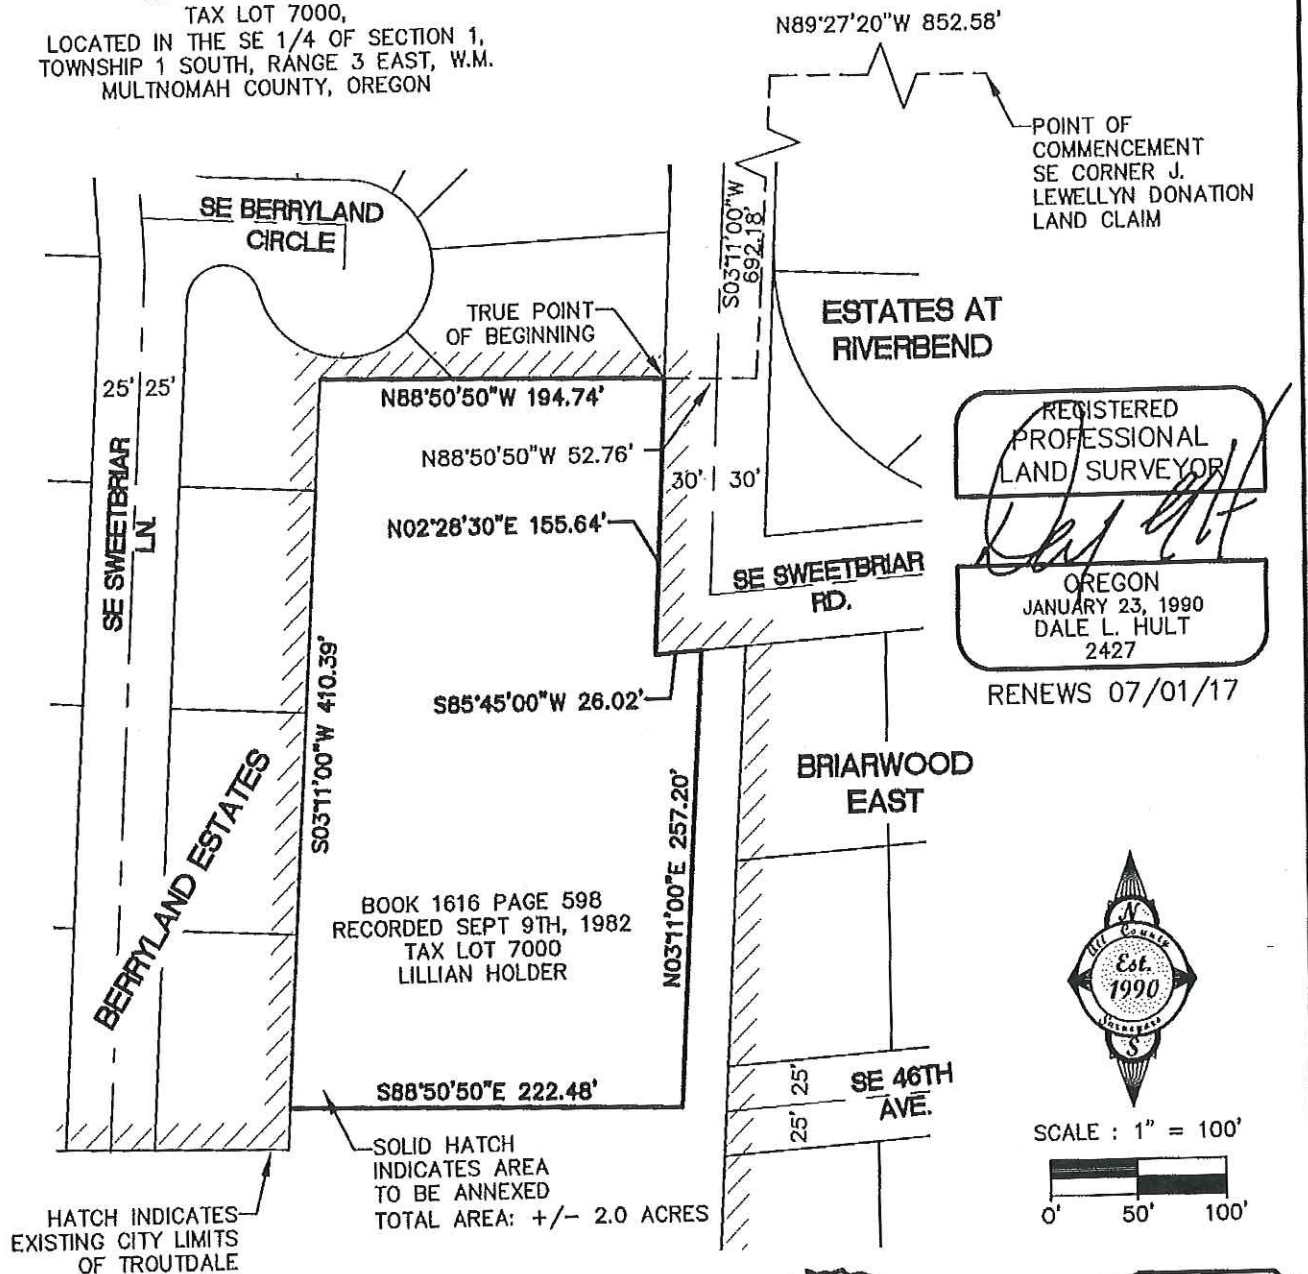 TAX LOT 7000,
LOCATED IN THE SE 1/4 OF SECTION 1,
TOWNSHIP 1 SOUTH, RANGE 3 EAST, W.M.
MULTNOMAH COUNTY, OREGON
N89°27'20"W 852.58'
POINT OF
COMMENCEMENT
SE CORNER J.
LEWELLYN DONATION
LAND CLAIM
SE BERRYLAND
CIRCLE
S03°11'00"W
692.18'
TRUE POINT
OF BEGINNING
ESTATES AT
RIVERBEND
25' 25'
N88°50'50"W 194.74'
N88°50'50"W 52.76'
30' 30'
N02°28'30"E 155.64'
SE SWEETBRIAR
LN.
SE SWEETBRIAR
RD.
REGISTERED
PROFESSIONAL
LAND SURVEYOR
OREGON
JANUARY 23, 1990
DALE L. HULT
2427
RENEWS 07/01/17
S03°11'00"W 410.39'
S85°45'00"W 26.02'
BERRYLAND ESTATES
BRIARWOOD
EAST
N03°11'00"E 257.20'
BOOK 1616 PAGE 598
RECORDED SEPT 9TH, 1982
TAX LOT 7000
LILLIAN HOLDER
N
All County
Est.
1990
Surveyors
S
S88°50'50"E 222.48'
25' 25'
SE 46TH
AVE.
SOLID HATCH
INDICATES AREA
TO BE ANNEXED
TOTAL AREA: +/- 2.0 ACRES
HATCH INDICATES
EXISTING CITY LIMITS
OF TROUTDALE
SCALE : 1" = 100'
0' 50' 100'